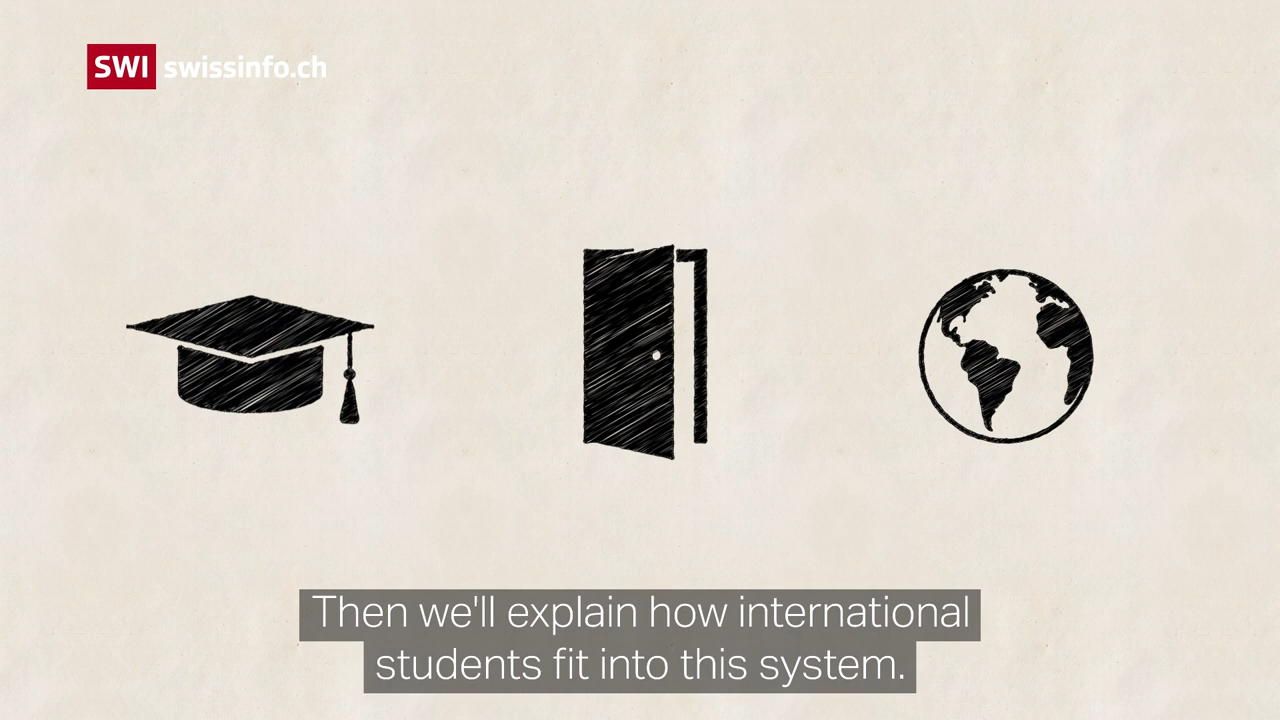 SWI swissinfo.ch
Then we'll explain how international
students fit into this system.